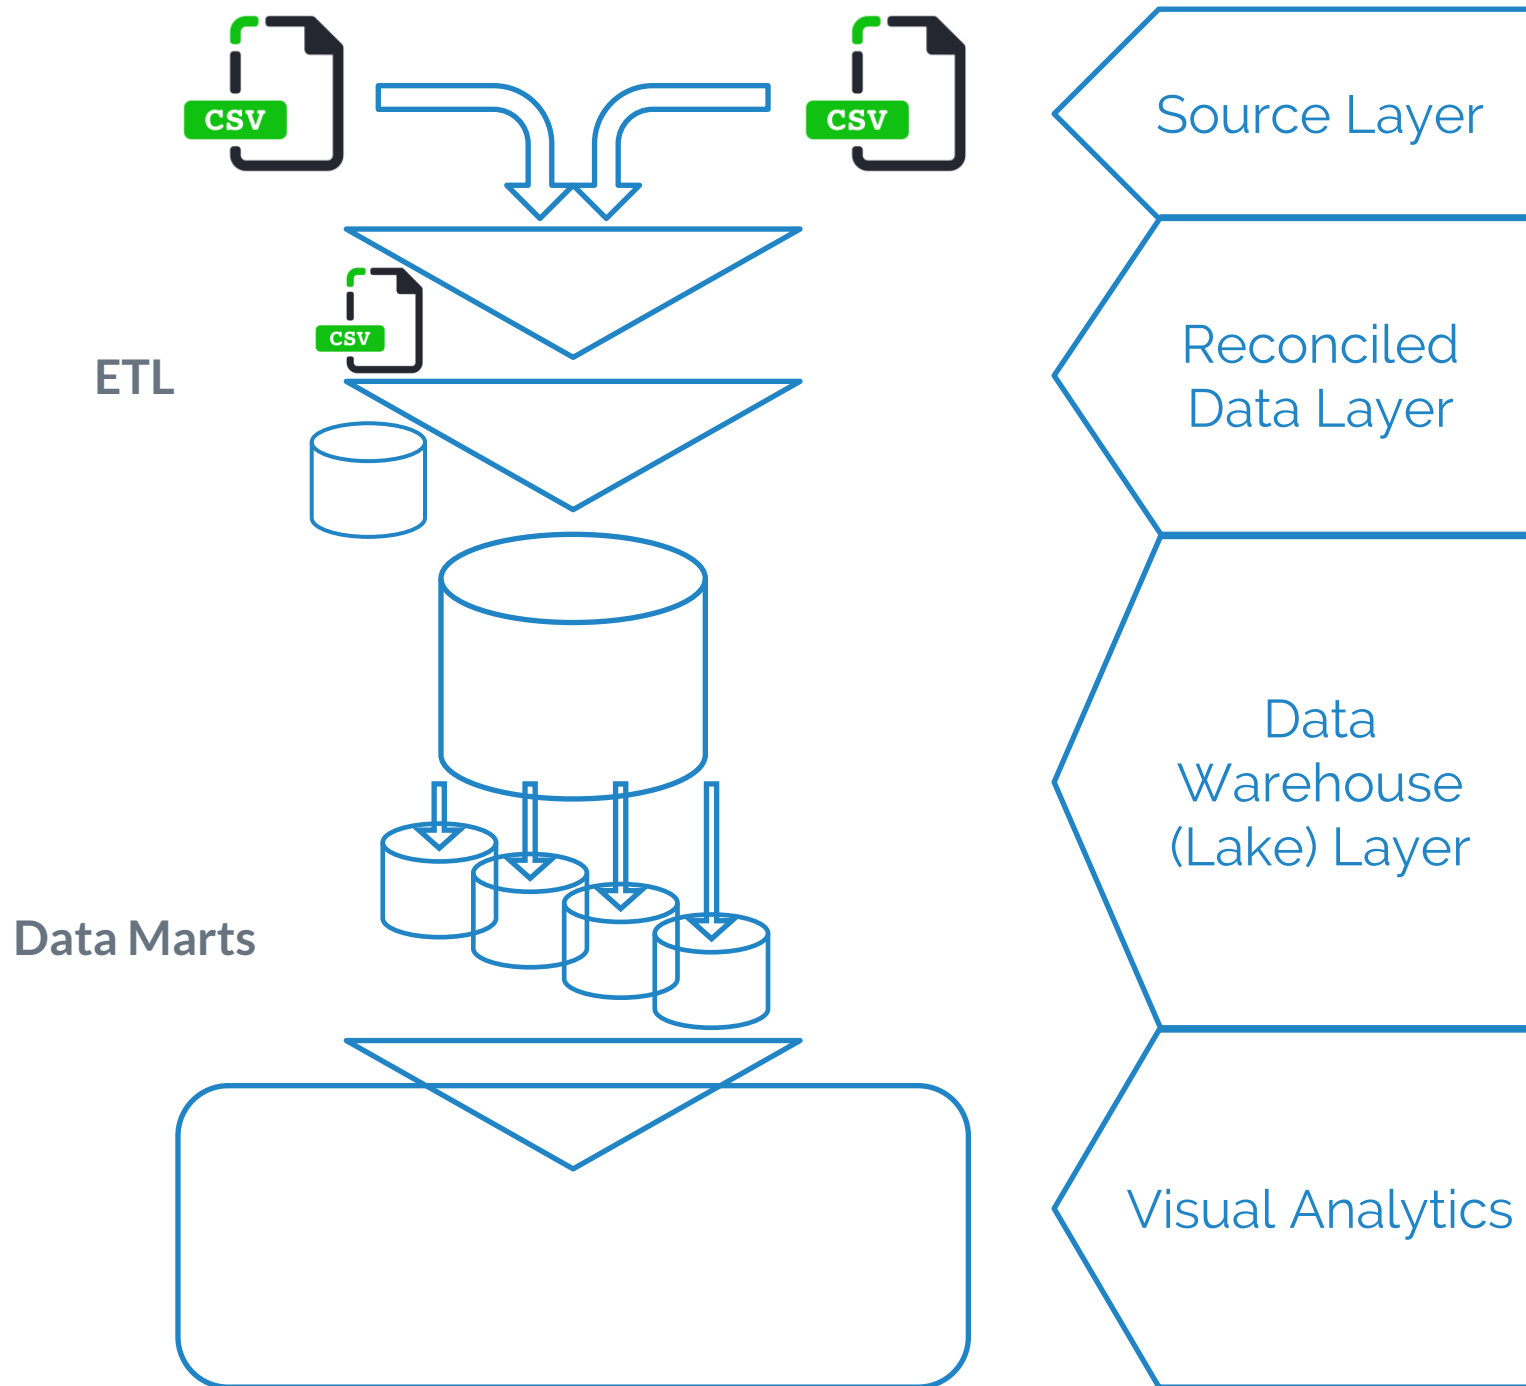 CSV
CSV
Source Layer
CSV
ETL
Reconciled
Data Layer
Data
Warehouse
(Lake) Layer
Data Marts
Visual Analytics